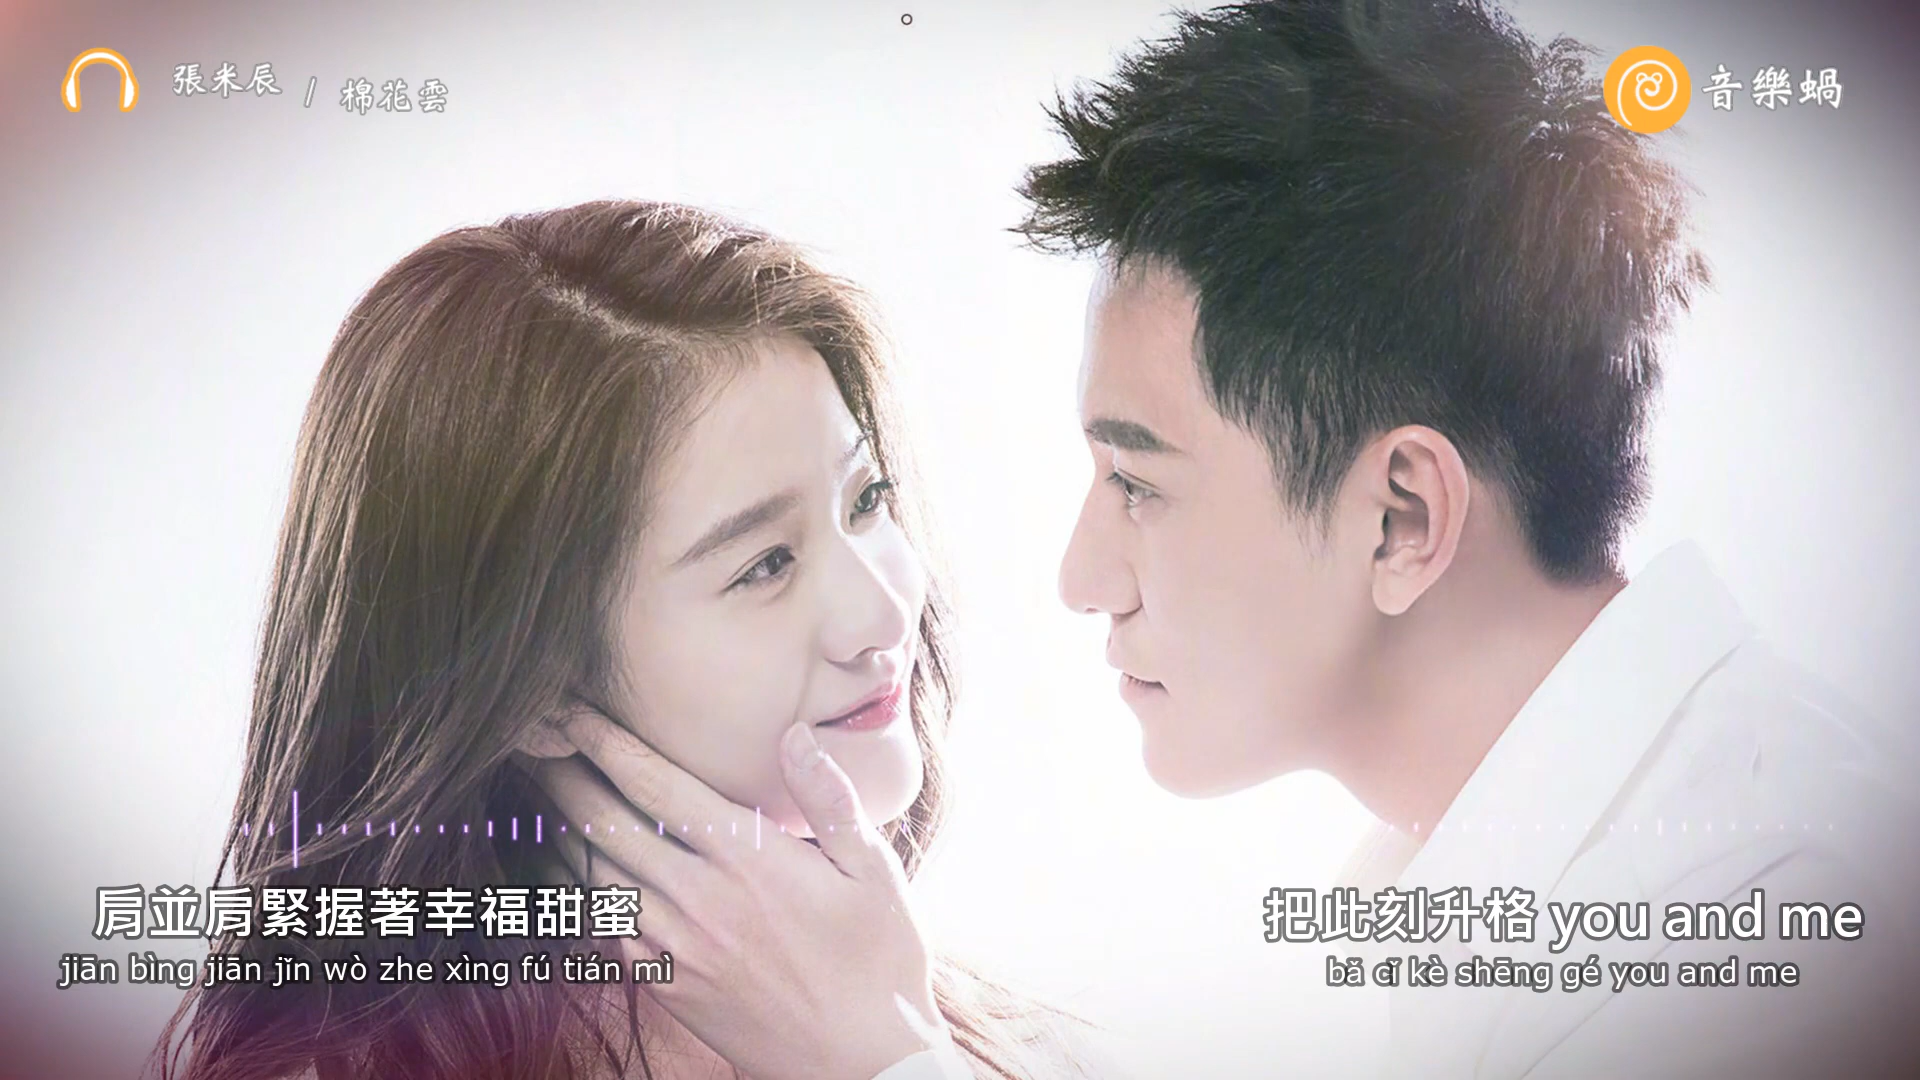 張米辰 / 棉花雲
音樂蝸
肩並肩緊握著幸福甜蜜
jiān bìng jiān jǐn wò zhe xìng fú tián mì
把此刻升格 you and me
bǎ cǐ kè shēng gé you and me